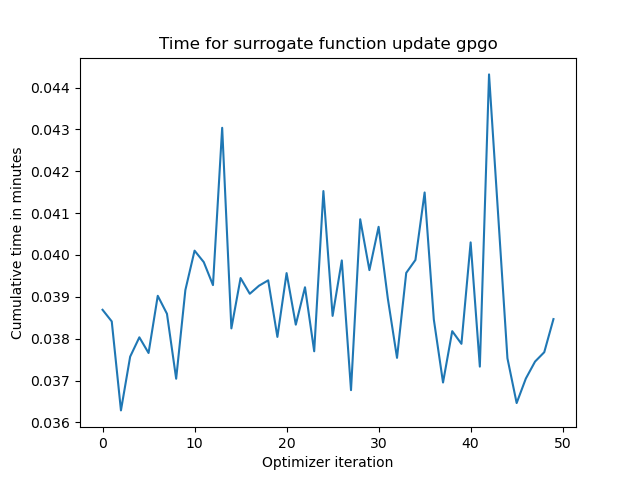 Time for surrogate function update gpgo
0.044
0.043
0.042
0.041
0.040
0.039
0.038
0.037
0.036
Cumulative time in minutes
0 10 20 30 40 50
Optimizer iteration